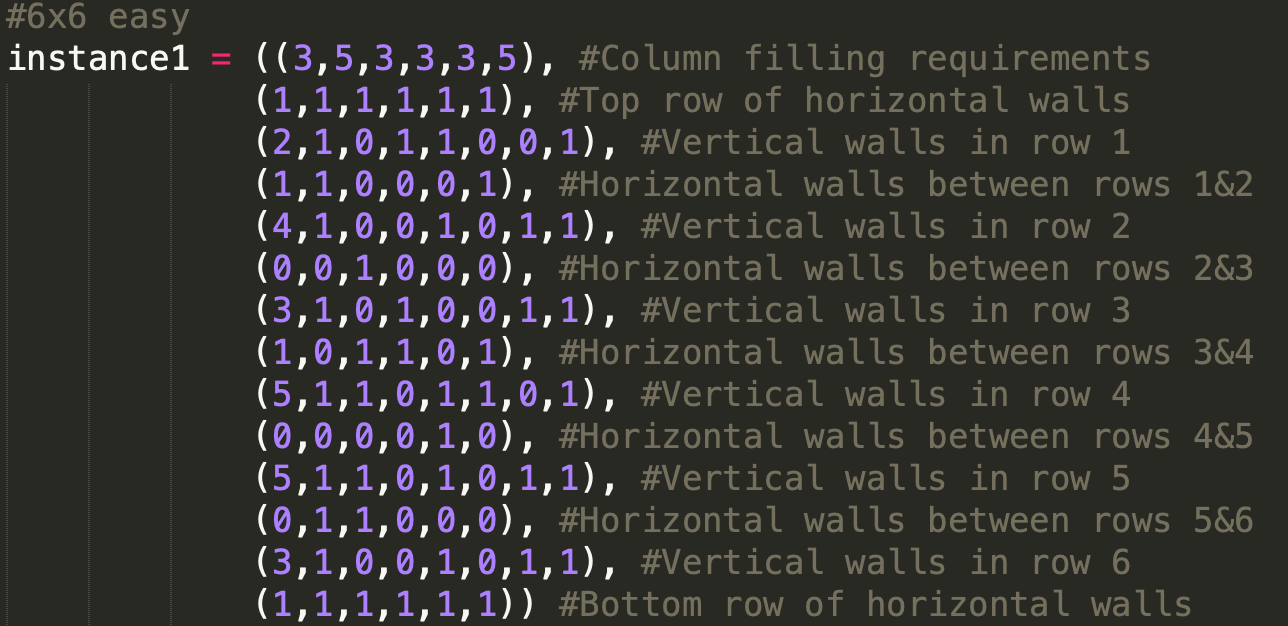 #6x6 easy
instance1 = ((3,5,3,3,3,5), #Column filling requirements
(1,1,1,1,1,1), #Top row of horizontal walls
(2,1,0,1,1,0,0,1), #Vertical walls in row 1
(1,1,0,0,0,1), #Horizontal walls between rows 1&2
(4,1,0,0,1,0,1,1), #Vertical walls in row 2
(0,0,1,0,0,0), #Horizontal walls between rows 2&3
(3,1,0,1,0,0,1,1), #Vertical walls in row 3
(1,0,1,1,0,1), #Horizontal walls between rows 3&4
(5,1,1,0,1,1,0,1), #Vertical walls in row 4
(0,0,0,0,1,0), #Horizontal walls between rows 4&5
(5,1,1,0,1,0,1,1), #Vertical walls in row 5
(0,1,1,0,0,0), #Horizontal walls between rows 5&6
(3,1,0,0,1,0,1,1), #Vertical walls in row 6
(1,1,1,1,1,1)) #Bottom row of horizontal walls